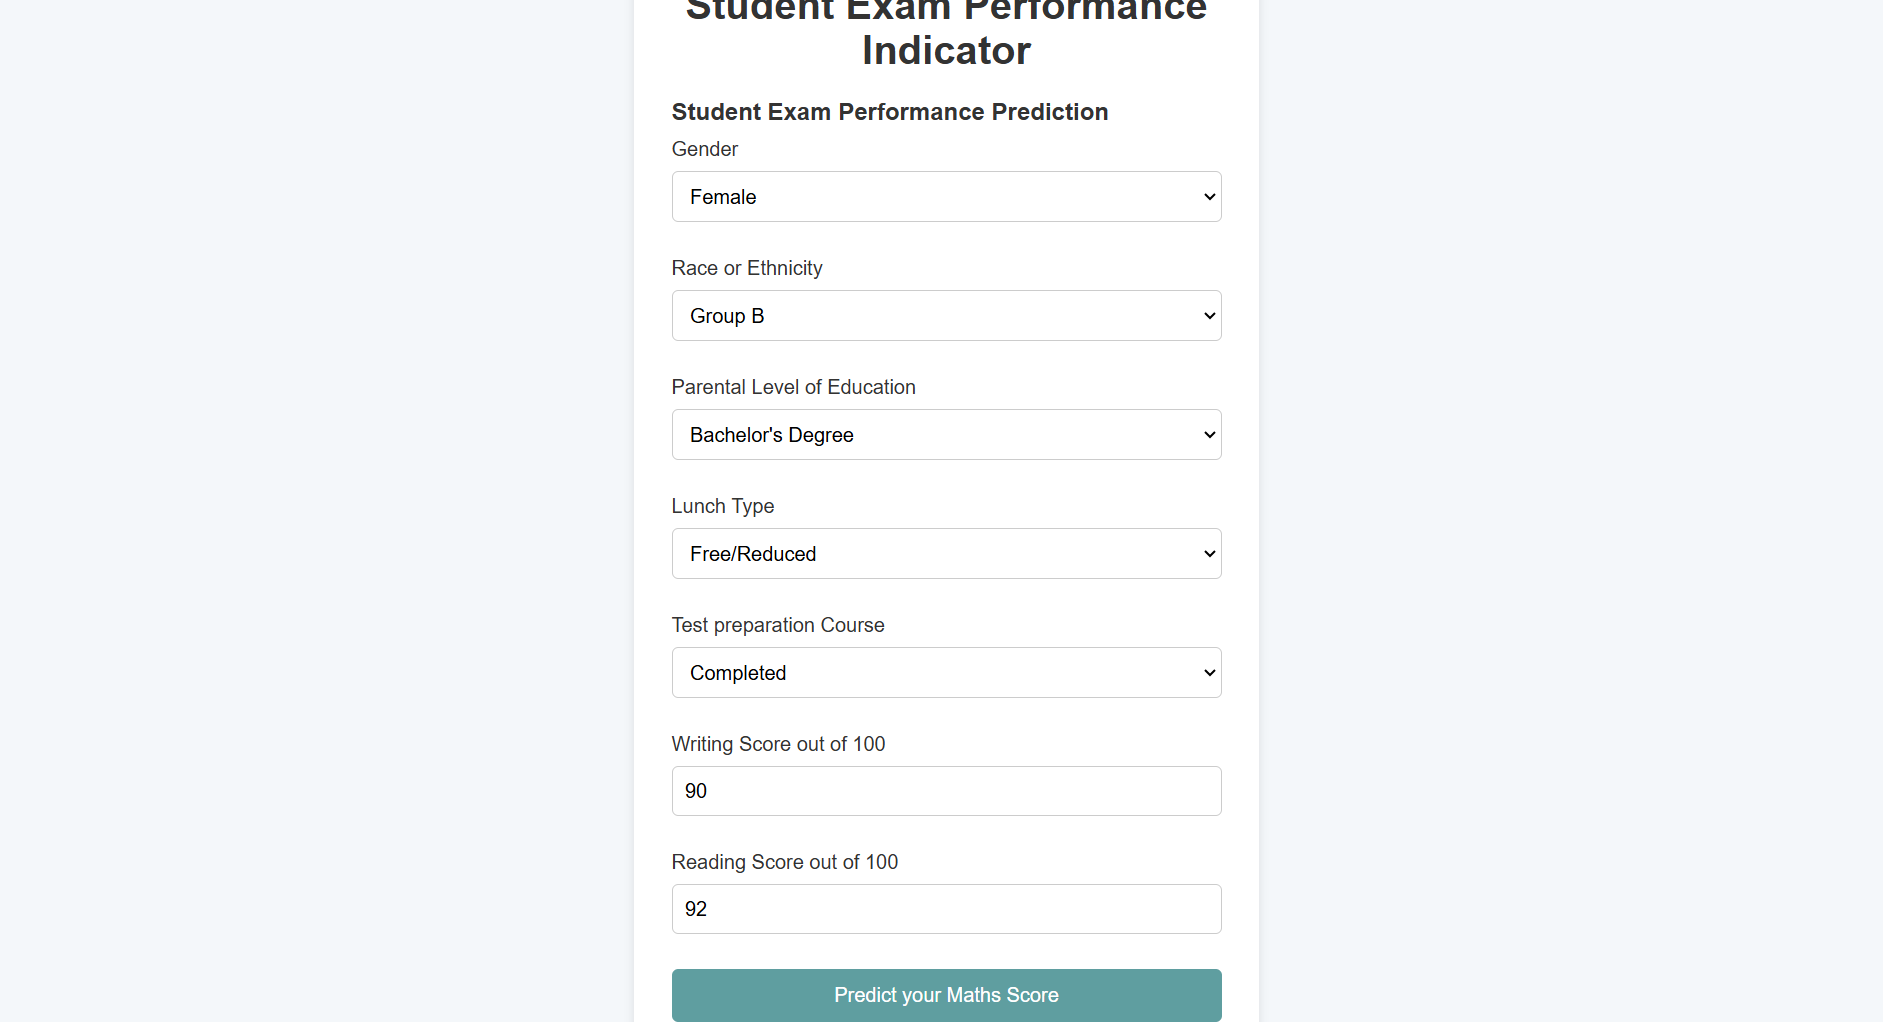 Student Exam Performance
Indicator
Student Exam Performance Prediction
Gender
Female
Race or Ethnicity
Group B
Parental Level of Education
Bachelor's Degree
Lunch Type
Free/Reduced
Test preparation Course
Completed
Writing Score out of 100
90
Reading Score out of 100
92
Predict your Maths Score